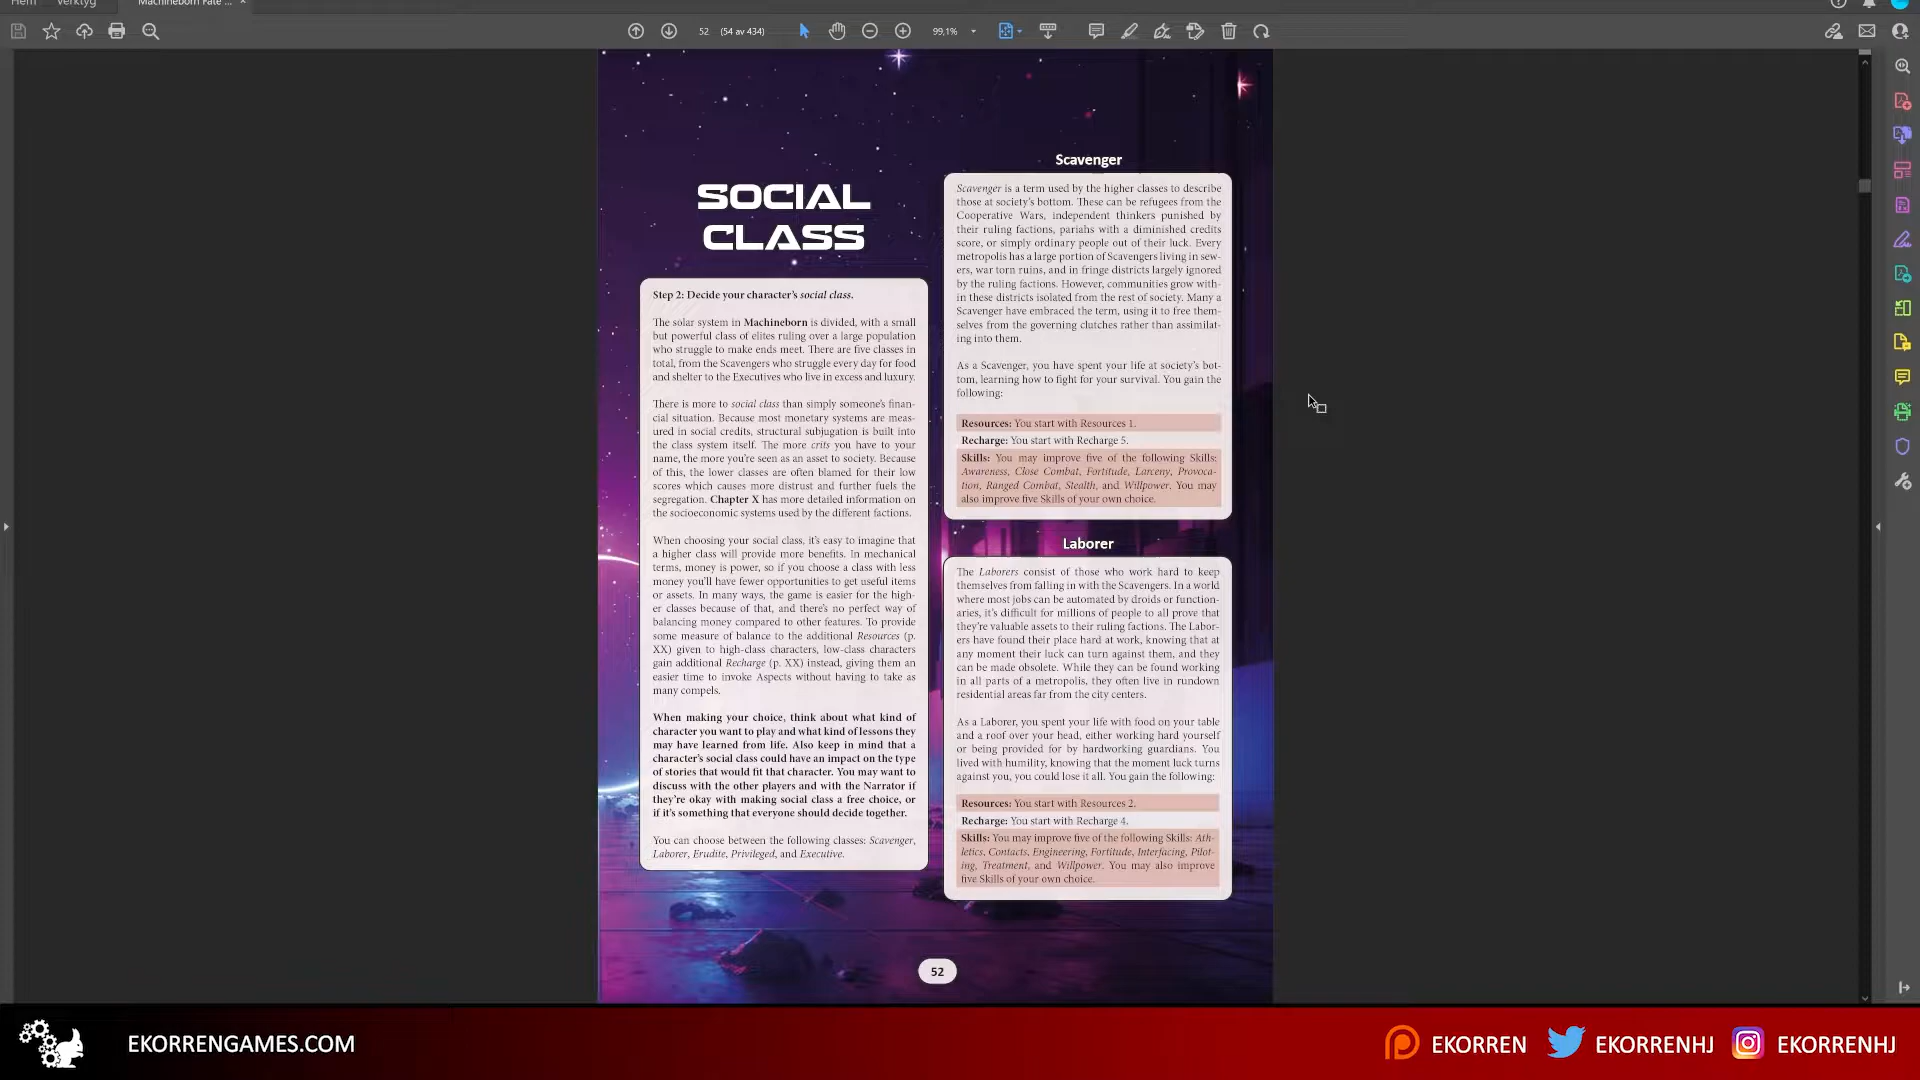 Hem
Verktyg
Machineborn Fate ...
52
(54 av 434)
99,1%
SOCIAL
CLASS
Step 2: Decide your character's social class.
The solar system in Machineborn is divided, with a small
but powerful class of elites ruling over a large population
who struggle to make ends meet. There are five classes in
total, from the Scavengers who struggle every day for food
and shelter to the Executives who live in excess and luxury.
There is more to social class than simply someone's finan-
cial situation. Because most monetary systems are meas-
ured in social credits, structural subjugation is built into
the class system itself. The more crits you have to your
name, the more you're seen as an asset to society. Because
of this, the lower classes are often blamed for their low
scores which causes more distrust and further fuels the
segregation. Chapter X has more detailed information on
the socioeconomic systems used by the different factions.
When choosing your social class, it's easy to imagine that
a higher class will provide more benefits. In mechanical
terms, money is power, so if you choose a class with less
money you'll have fewer opportunities to get useful items
or assets. In many ways, the game is easier for the high-
er classes because of that, and there's no perfect way of
balancing money compared to other features. To provide
some measure of balance to the additional Resources (p.
XX) given to high-class characters, low-class characters
gain additional Recharge (p. XX) instead, giving them an
easier time to invoke Aspects without having to take as
many compels.
When making your choice, think about what kind of
character you want to play and what kind of lessons they
may have learned from life. Also keep in mind that a
character's social class could have an impact on the type
of stories that would fit that character. You may want to
discuss with the other players and with the Narrator if
they're okay with making social class a free choice, or
if it's something that everyone should decide together.
You can choose between the following classes: Scavenger,
Laborer, Erudite, Privileged, and Executive.
Scavenger
Scavenger is a term used by the higher classes to describe
those at society's bottom. These can be refugees from the
Cooperative Wars, independent thinkers punished by
their ruling factions, pariahs with a diminished credits
score, or simply ordinary people out of their luck. Every
metropolis has a large portion of Scavengers living in sew-
ers, war torn ruins, and in fringe districts largely ignored
by the ruling factions. However, communities grow with-
in these districts isolated from the rest of society. Many a
Scavenger have embraced the term, using it to free them-
selves from the governing clutches rather than assimilat-
ing into them.
As a Scavenger, you have spent your life at society's bot-
tom, learning how to fight for your survival. You gain the
following:
Resources: You start with Resources 1.
Recharge: You start with Recharge 5.
Skills: You may improve five of the following Skills:
Awareness, Close Combat, Fortitude, Larceny, Provoca-
tion, Ranged Combat, Stealth, and Willpower. You may
also improve five Skills of your own choice.
Laborer
The Laborers consist of those who work hard to keep
themselves from falling in with the Scavengers. In a world
where most jobs can be automated by droids or function-
aries, it's difficult for millions of people to all prove that
they're valuable assets to their ruling factions. The Labor-
ers have found their place hard at work, knowing that at
any moment their luck can turn against them, and they
can be made obsolete. While they can be found working
in all parts of a metropolis, they often live in rundown
residential areas far from the city centers.
As a Laborer, you spent your life with food on your table
and a roof over your head, either working hard yourself
or being provided for by hardworking guardians. You
lived with humility, knowing that the moment luck turns
against you, you could lose it all. You gain the following:
Resources: You start with Resources 2.
Recharge: You start with Recharge 4.
Skills: You may improve five of the following Skills: Ath-
letics, Contacts, Engineering, Fortitude, Interfacing, Pilot-
ing, Treatment, and Willpower. You may also improve
five Skills of your own choice.
52
EKORRENGAMES.COM
EKORREN
EKORRENHJ
EKORRENHJ